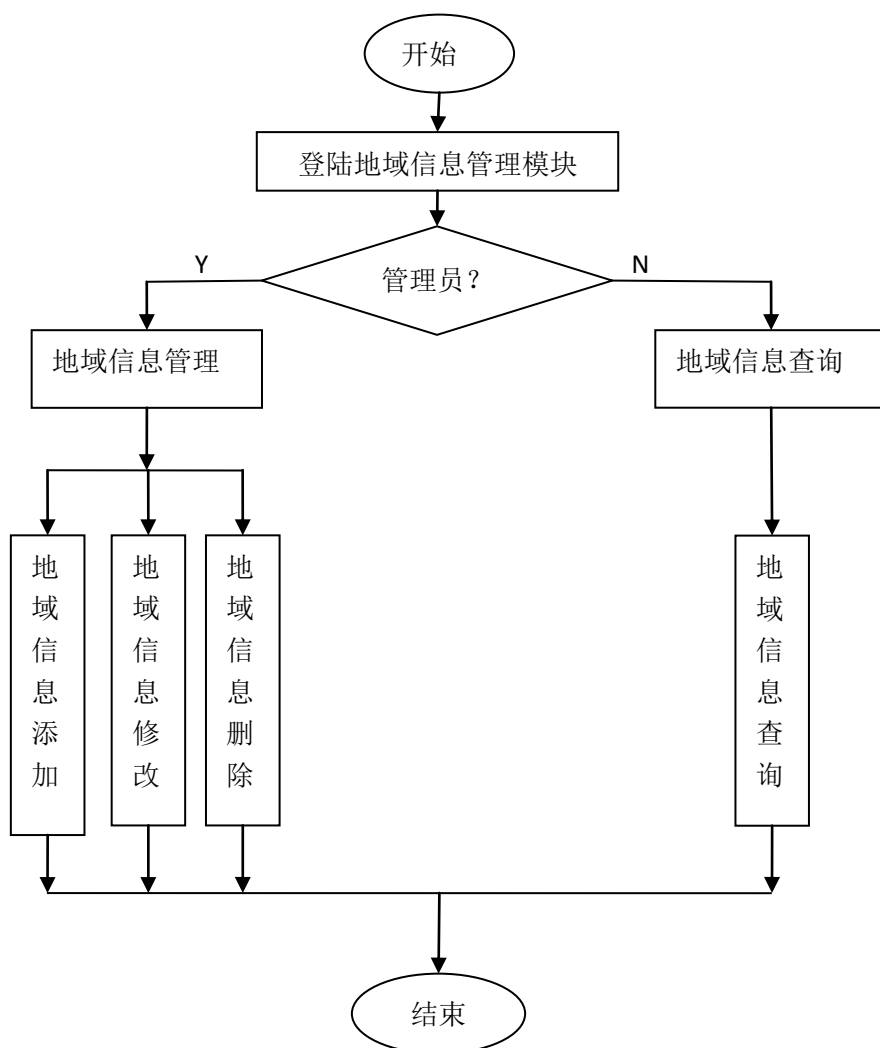 开始
登陆地域信息管理模块
管理员?
Y
N
地域信息管理
地域信息查询
地域信息添加
地域信息修改
地域信息删除
地域信息查询
结束